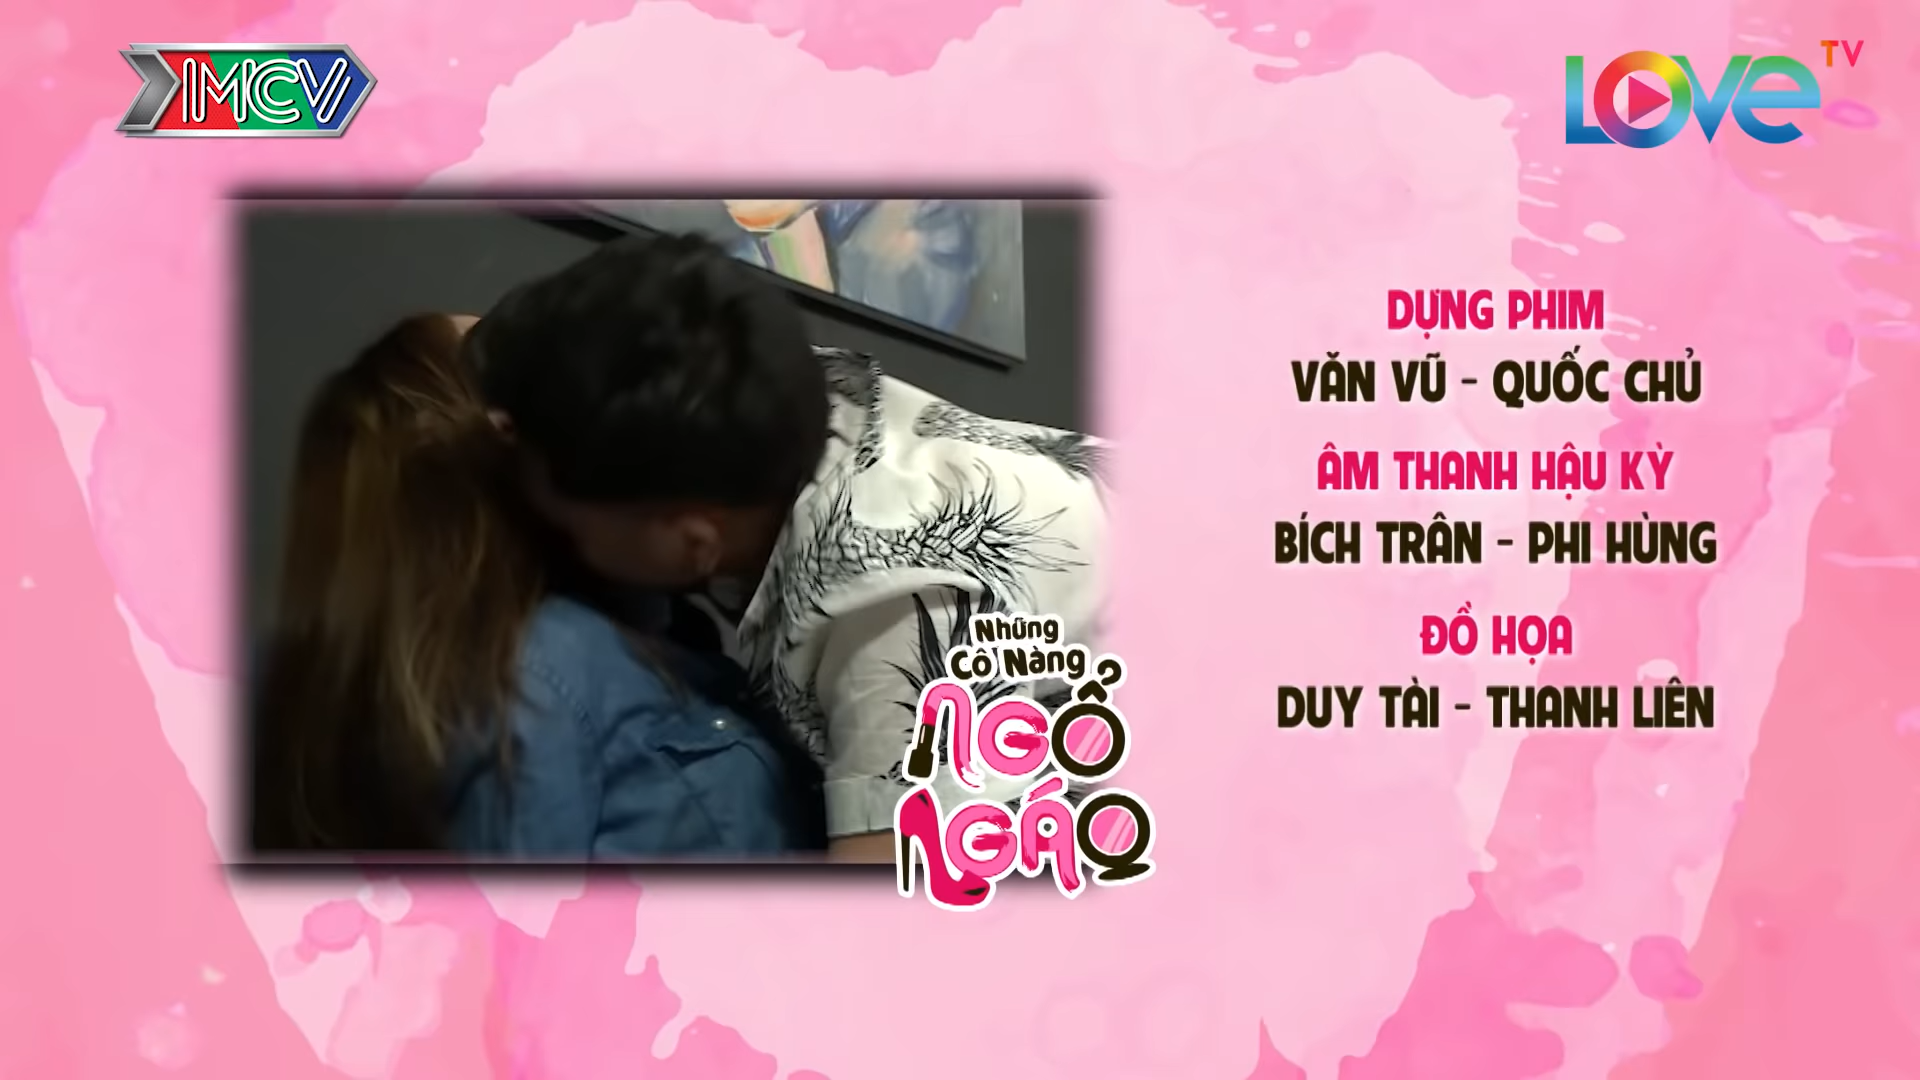 MCV
LOVE TV
DỰNG PHIM
VĂN VŨ - QUỐC CHỦ
ÂM THANH HẬU KỲ
BÍCH TRÂN - PHI HÙNG
ĐỒ HỌA
DUY TÀI - THANH LIÊN
Những
Cô Nàng
NGỔ
NGÁO